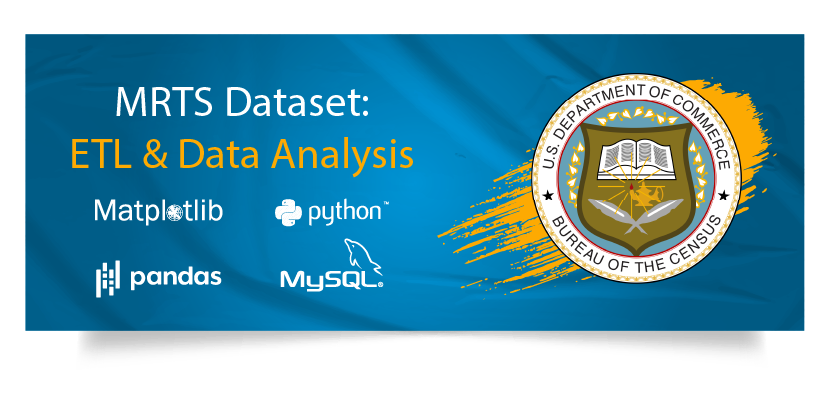 MRTS Dataset:
ETL & Data Analysis
Matplotlib
python™
pandas
MySQL®
U.S. DEPARTMENT OF COMMERCE
BUREAU OF THE CENSUS